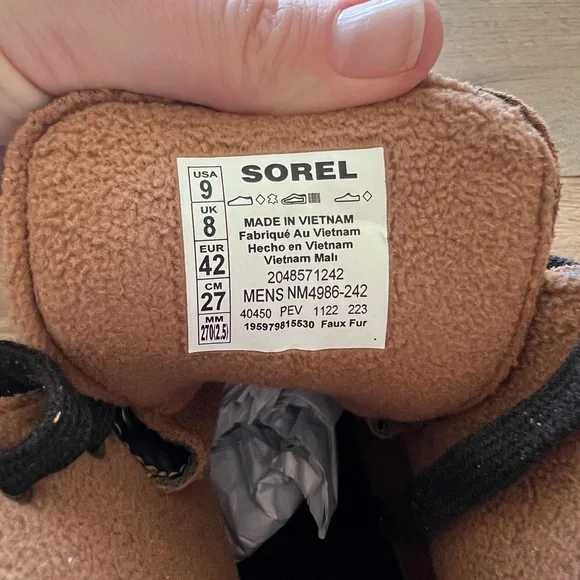 USA
9
UK
8
EUR
42
CM
27
MM
270(2.5)
SOREL
MADE IN VIETNAM
Fabriqué Au Vietnam
Hecho en Vietnam
Vietnam Malı
2048571242
MENS NM4986-242
40450 PEV 1122 223
195979815530 Faux Fur